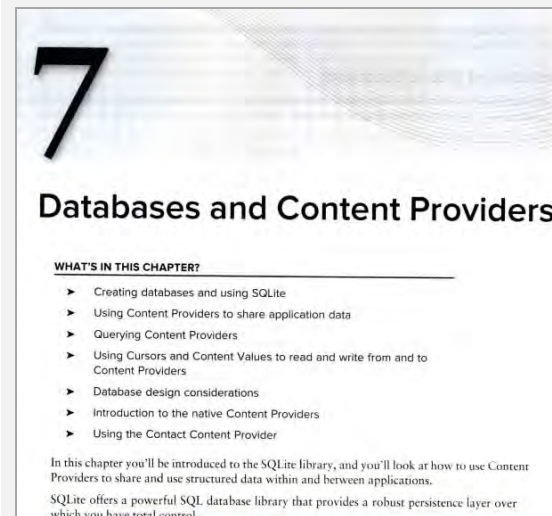 7
Databases and Content Providers
WHAT'S IN THIS CHAPTER?
➤ Creating databases and using SQLite
➤ Using Content Providers to share application data
➤ Querying Content Providers
➤ Using Cursors and Content Values to read and write from and to
Content Providers
➤ Database design considerations
➤ Introduction to the native Content Providers
➤ Using the Contact Content Provider
In this chapter you'll be introduced to the SQLite library, and you'll look at how to use Content
Providers to share and use structured data within and between applications.
SQLite offers a powerful SQL database library that provides a robust persistence layer over
which you have total control.